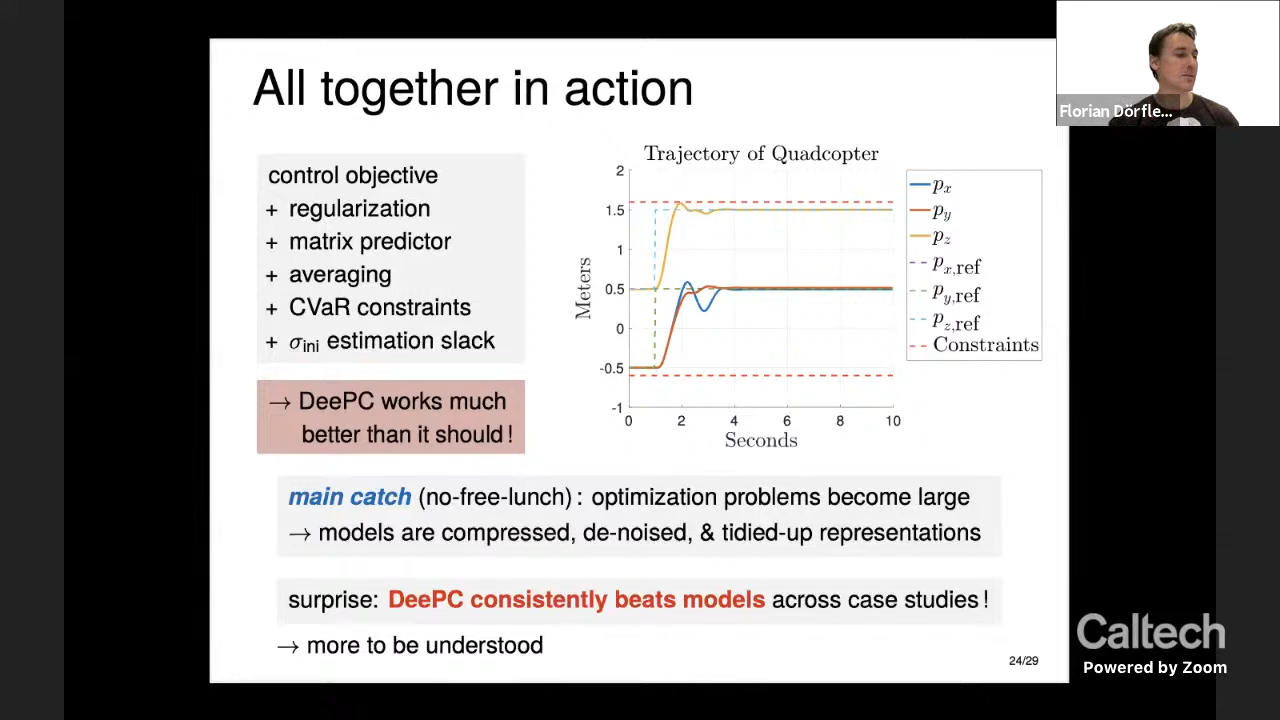 All together in action
control objective
+ regularization
+ matrix predictor
+ averaging
+ CVaR constraints
+ σini estimation slack
→ DeePC works much
better than it should !
Trajectory of Quadcopter
2
1.5
1
0.5
0
-0.5
-1
Meters
0 2 4 6 8 10
Seconds
px
py
pz
px,ref
py,ref
pz,ref
Constraints
main catch (no-free-lunch) : optimization problems become large
→ models are compressed, de-noised, & tidied-up representations
surprise: DeePC consistently beats models across case studies !
→ more to be understood
24/29
Florian Dörfle...
Caltech
Powered by Zoom